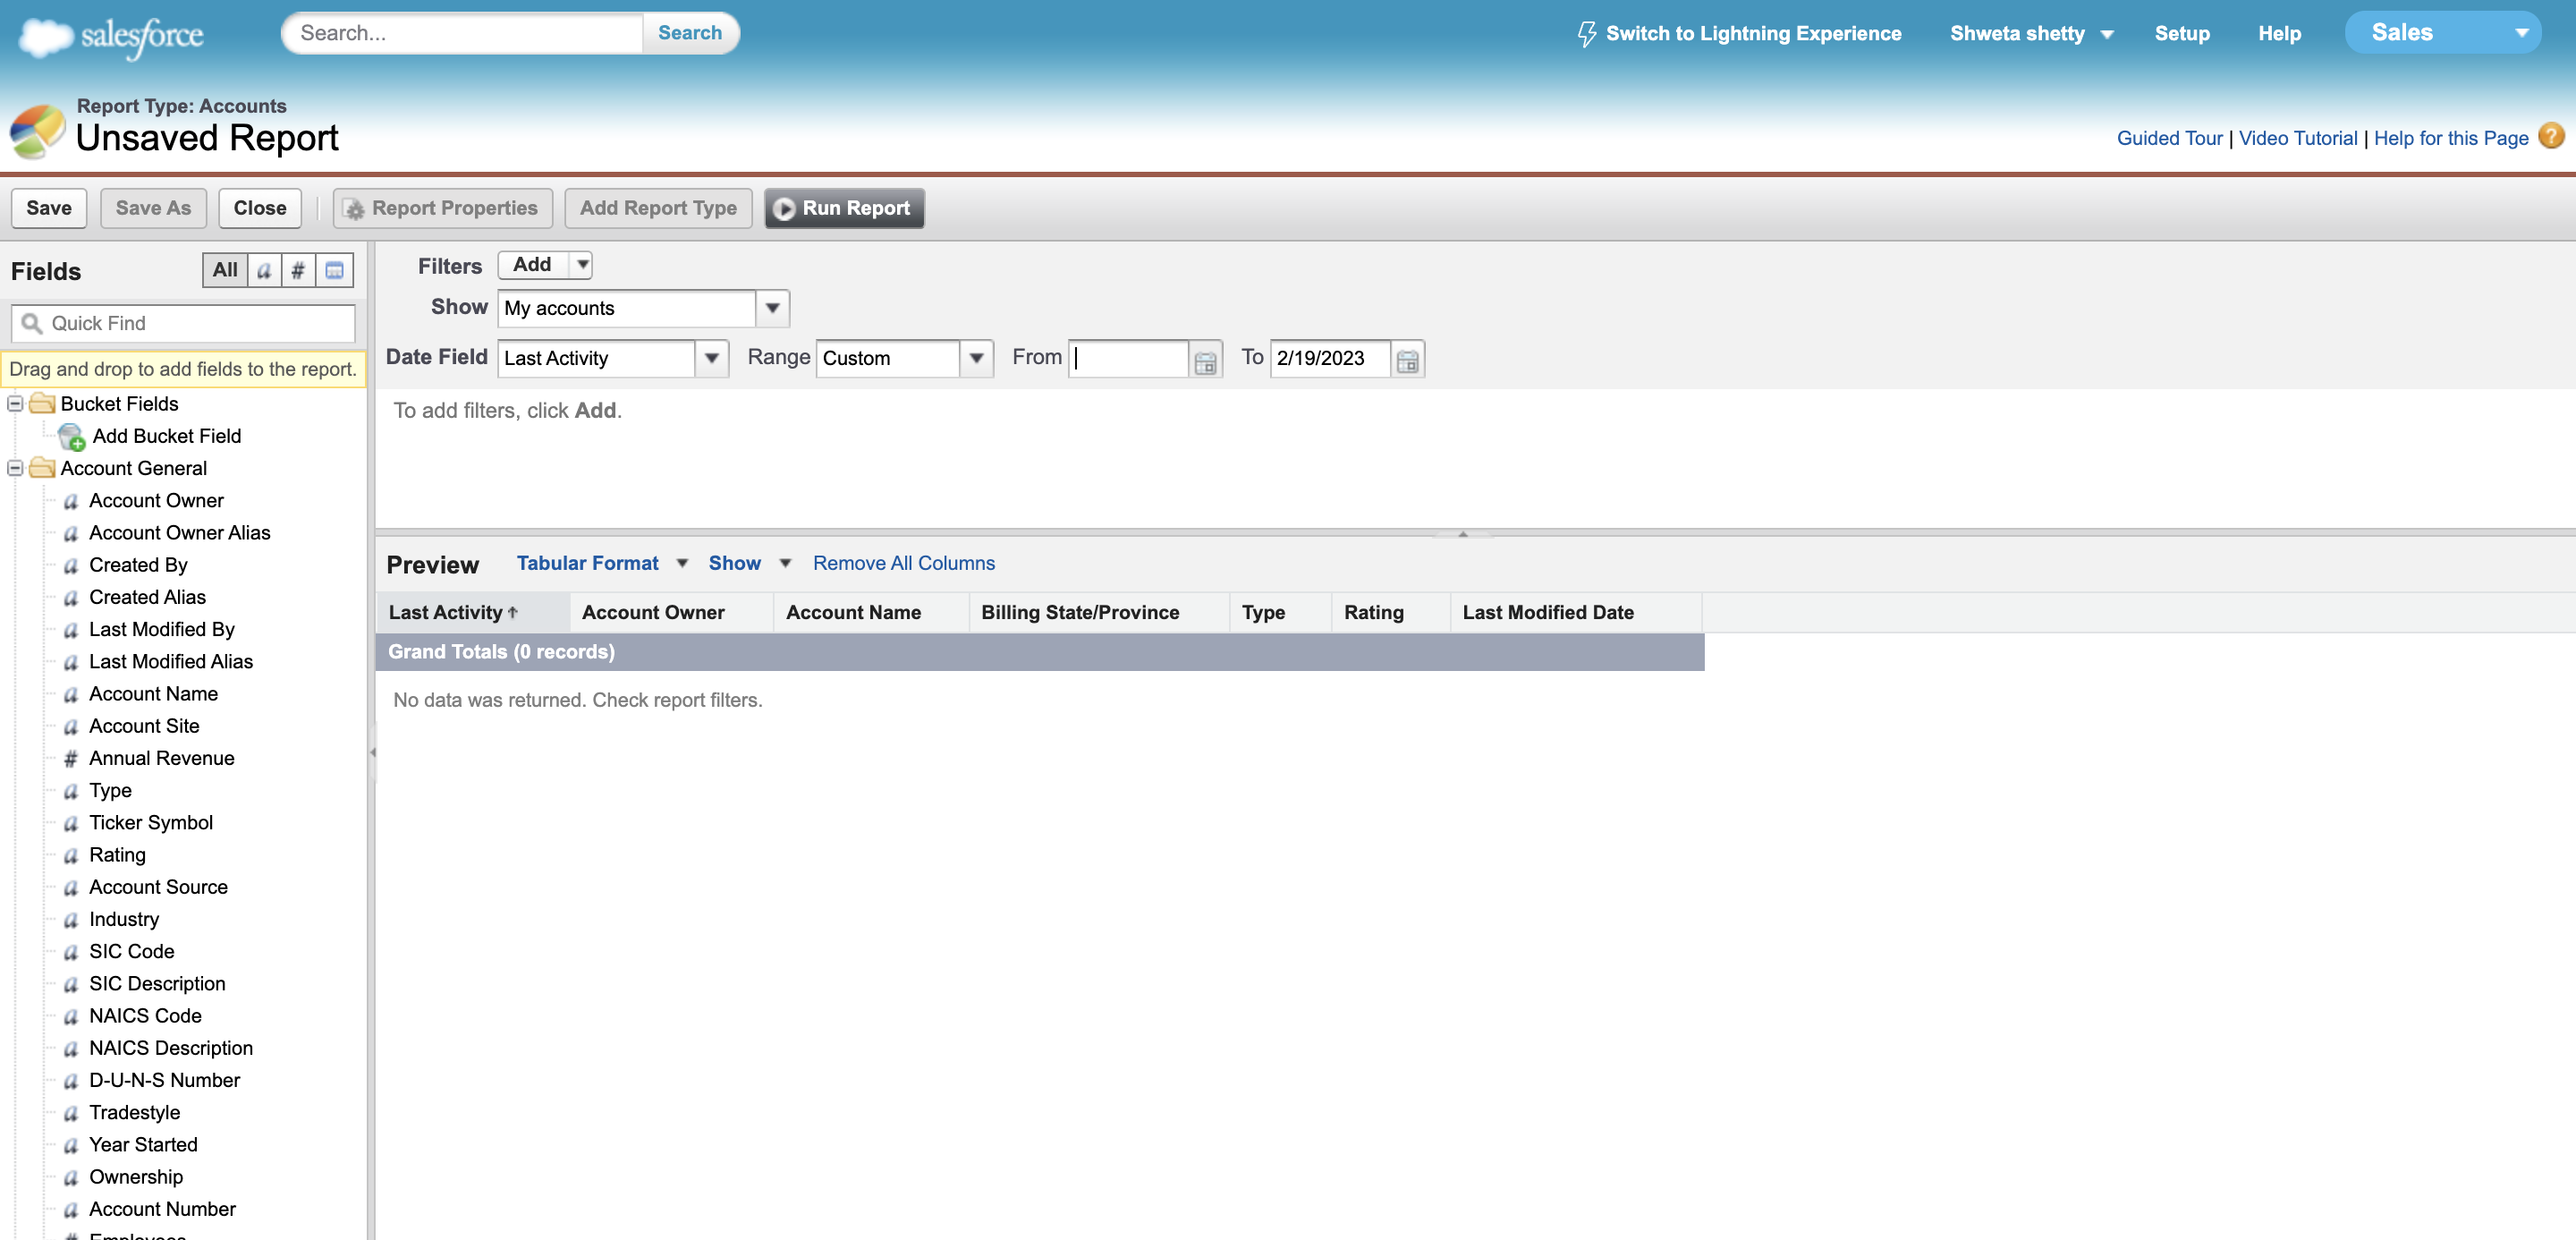 salesforce
Search...
Search
Switch to Lightning Experience
Shweta shetty
Setup
Help
Sales
Report Type: Accounts
Unsaved Report
Guided Tour | Video Tutorial | Help for this Page ?
Save
Save As
Close
Report Properties
Add Report Type
Run Report
Fields
All
a
#
Quick Find
Drag and drop to add fields to the report.
Bucket Fields
Add Bucket Field
Account General
a Account Owner
a Account Owner Alias
a Created By
a Created Alias
a Last Modified By
a Last Modified Alias
a Account Name
a Account Site
# Annual Revenue
a Type
a Ticker Symbol
a Rating
a Account Source
a Industry
a SIC Code
a SIC Description
a NAICS Code
a NAICS Description
a D-U-N-S Number
a Tradestyle
a Year Started
a Ownership
a Account Number
# Employees
Filters Add
Show My accounts
Date Field Last Activity Range Custom From To 2/19/2023
To add filters, click Add.
Preview Tabular Format Show Remove All Columns
Last Activity↑ Account Owner Account Name Billing State/Province Type Rating Last Modified Date
Grand Totals (0 records)
No data was returned. Check report filters.